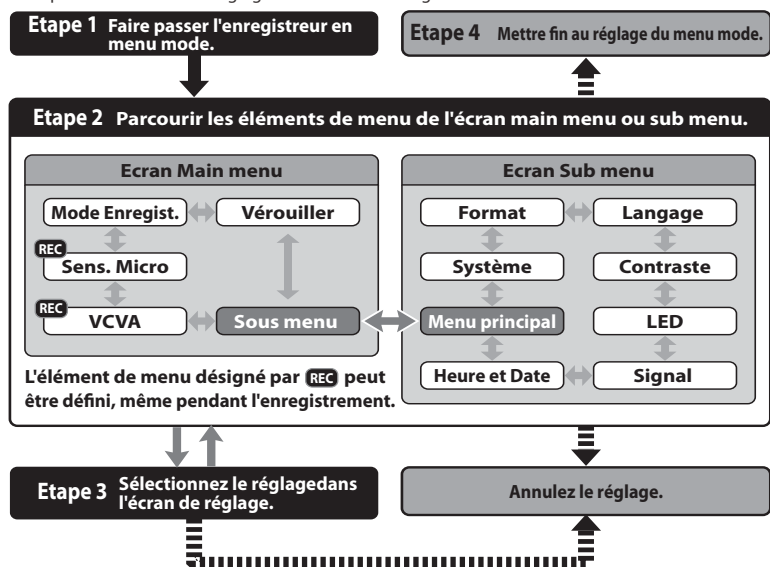 Etape 1 Faire passer l'enregistreur en
menu mode.
Etape 4 Mettre fin au réglage du menu mode.
Etape 2 Parcourir les éléments de menu de l'écran main menu ou sub menu.
Ecran Main menu
Mode Enregist.
Vérouiller
REC
Sens. Micro
REC
VCVA
Sous menu
L'élément de menu désigné par REC peut
être défini, même pendant l'enregistrement.
Ecran Sub menu
Format
Langage
Système
Contraste
Menu principal
LED
Heure et Date
Signal
Etape 3 Sélectionnez le réglagedans
l'écran de réglage.
Annulez le réglage.